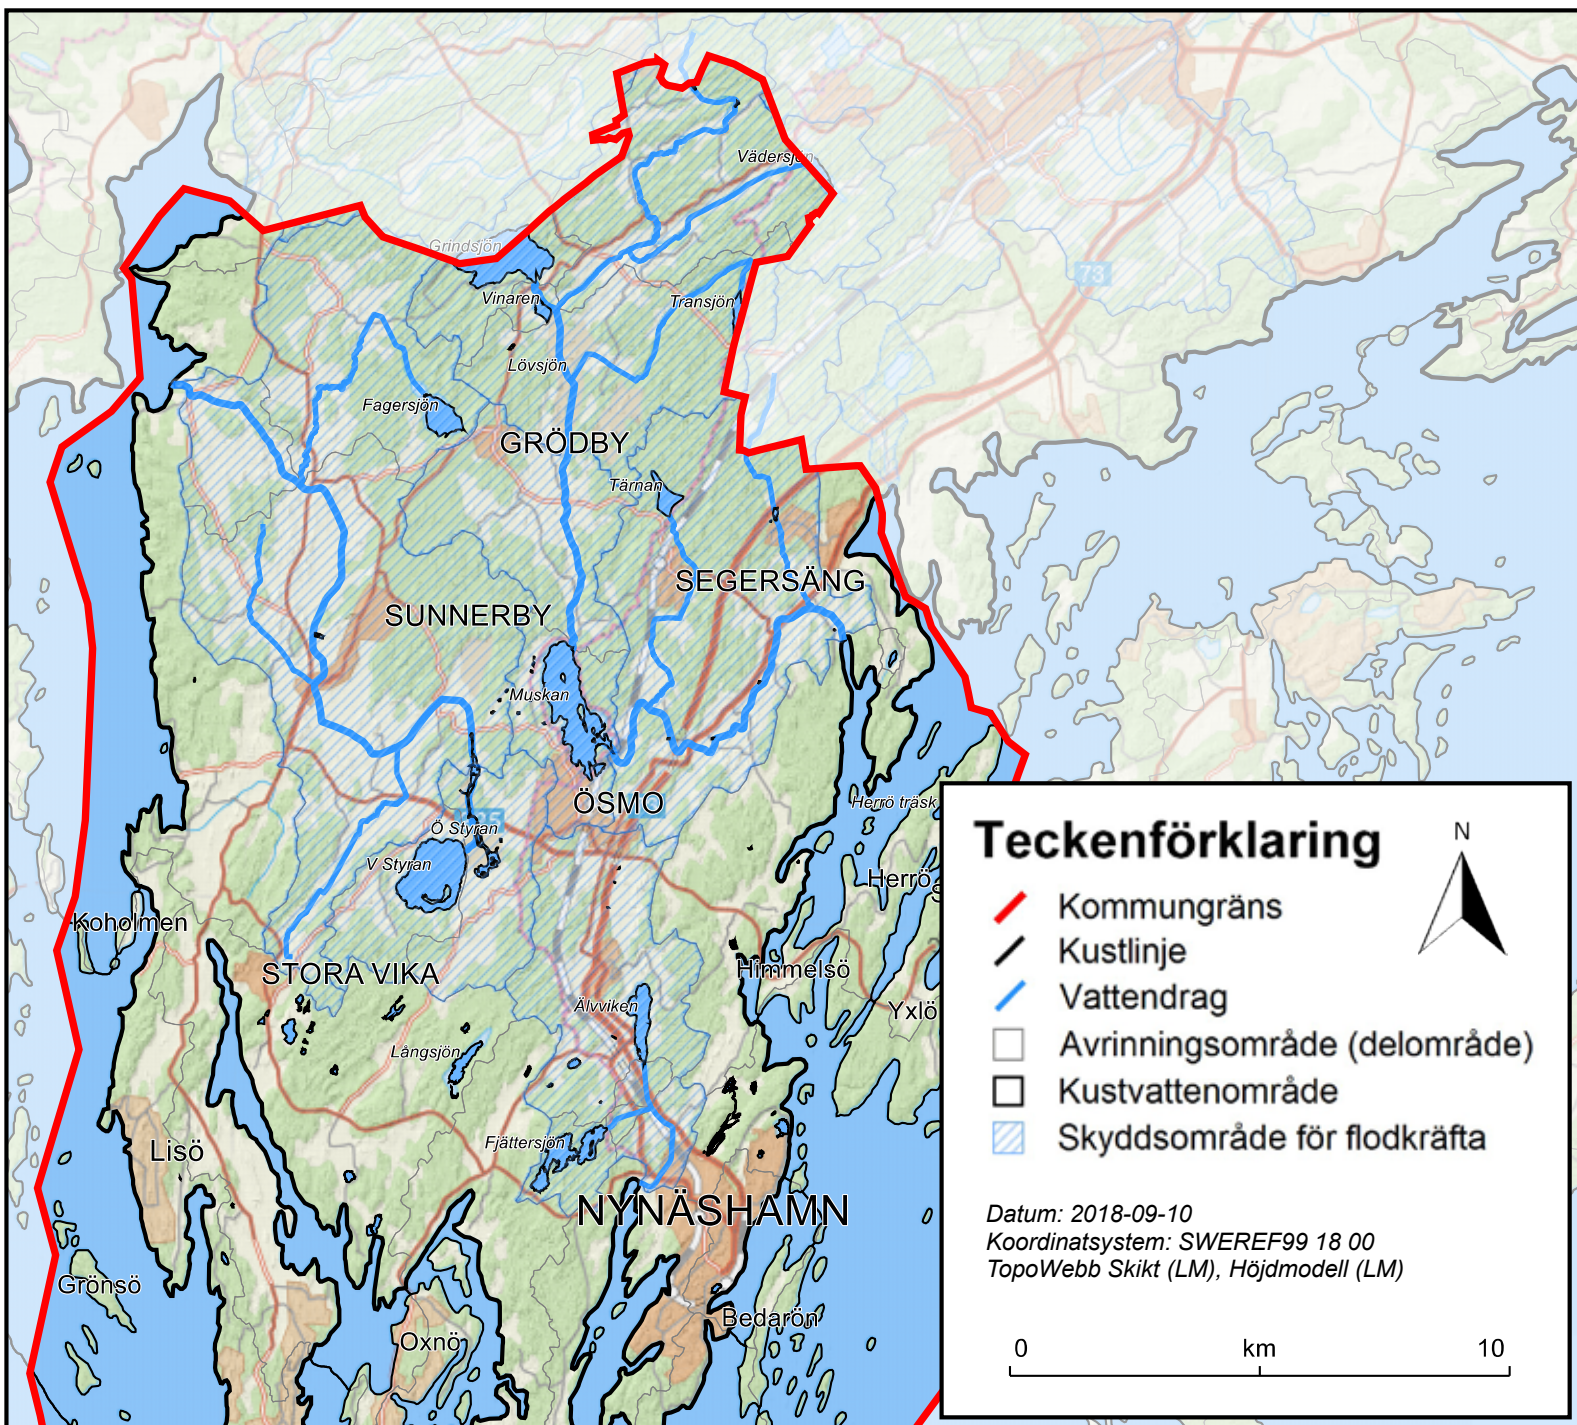 Vädersjön
Grindsjön
73
Vinaren
Transjön
Lövsjön
Fagersjön
GRÖDBY
Tärnan
SEGERSÄNG
SUNNERBY
Muskan
ÖSMO
Herrö träsk
Ö Styran
V Styran
Herrö
Koholmen
STORA VIKA
Himmelsö
Älvviken
Yxlö
Långsjön
Fjättersjön
Lisö
NYNÄSHAMN
Grönsö
Bedarön
Oxnö
Teckenförklaring
N
Kommungräns
Kustlinje
Vattendrag
Avrinningsområde (delområde)
Kustvattenområde
Skyddsområde för flodkräfta
Datum: 2018-09-10
Koordinatsystem: SWEREF99 18 00
TopoWebb Skikt (LM), Höjdmodell (LM)
0 km 10